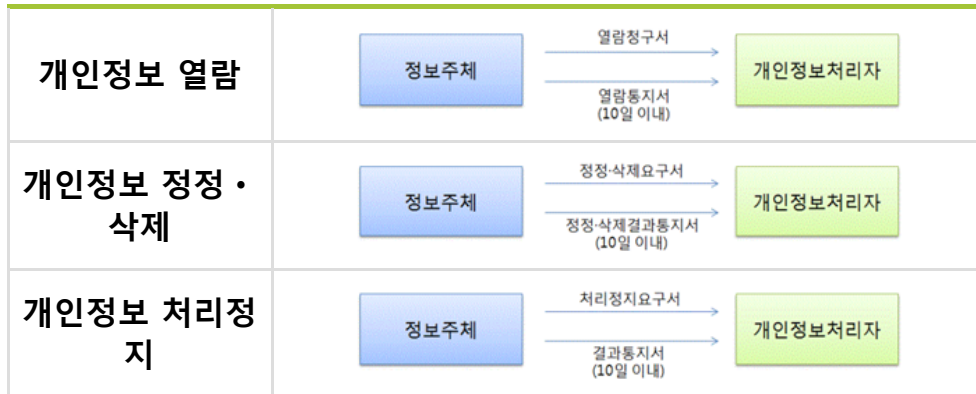 개인정보 열람
정보주체
열람청구서
열람통지서
(10일 이내)
개인정보처리자
개인정보 정정·
삭제
정보주체
정정·삭제요구서
정정·삭제결과통지서
(10일 이내)
개인정보처리자
개인정보 처리정
지
정보주체
처리정지요구서
결과통지서
(10일 이내)
개인정보처리자